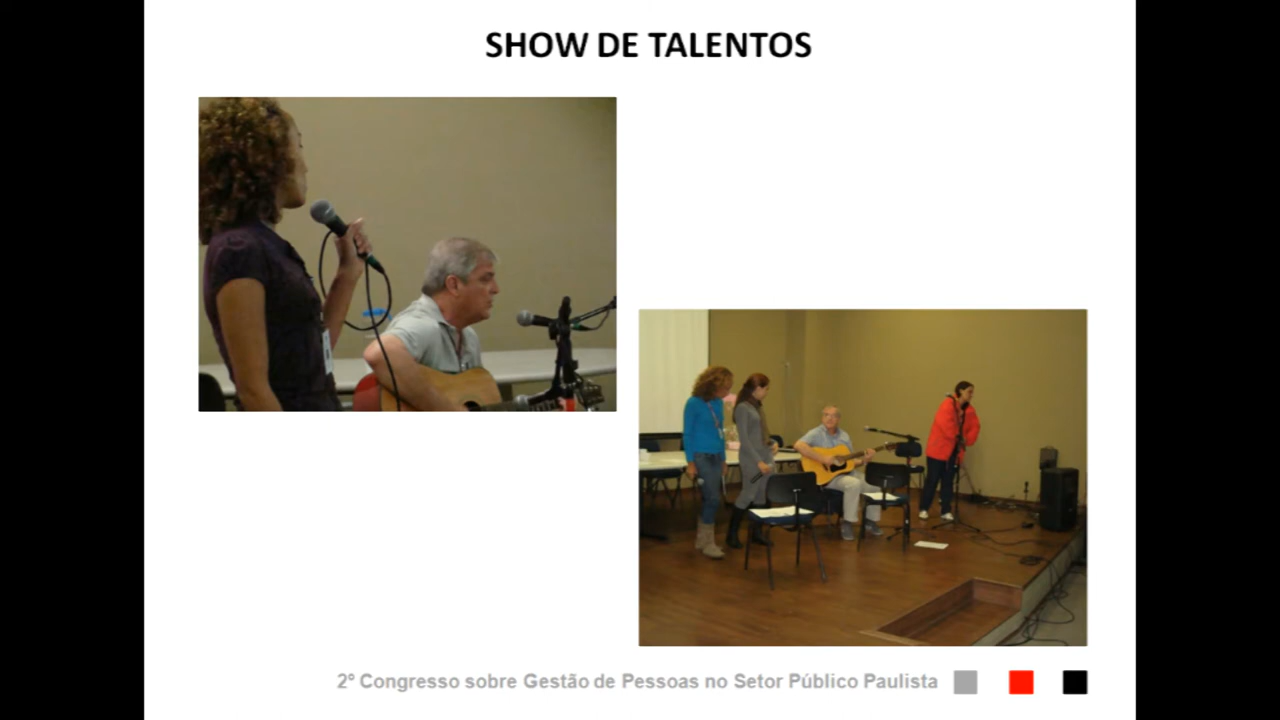 SHOW DE TALENTOS
2º Congresso sobre Gestão de Pessoas no Setor Público Paulista